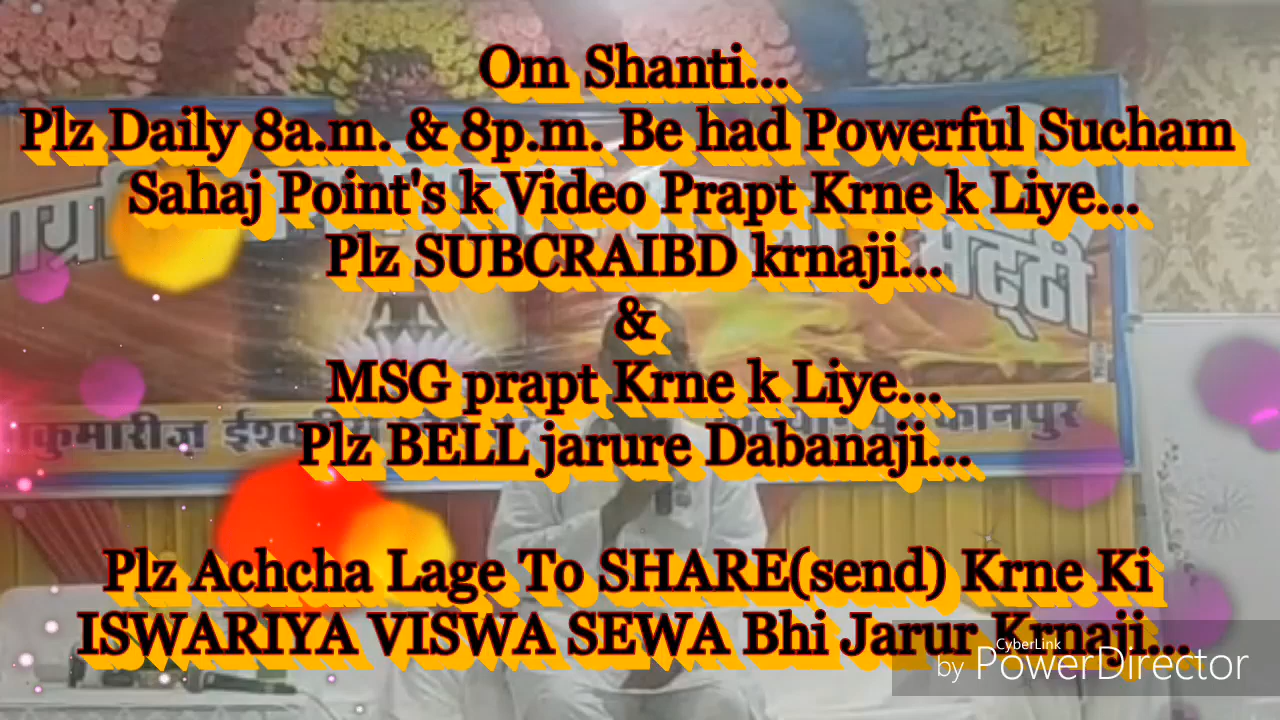 Om Shanti...
Plz Daily 8a.m. & 8p.m. Be had Powerful Sucham
Sahaj Point's k Video Prapt Krne k Liye...
Plz SUBCRAIBD krnaji...
&
MSG prapt Krne k Liye...
Plz BELL jarure Dabanaji...
Plz Achcha Lage To SHARE(send) Krne Ki
ISWARIYA VISWA SEWA Bhi Jarur Krnaji...
भट्टी
कानपुर
CyberLink
by PowerDirector